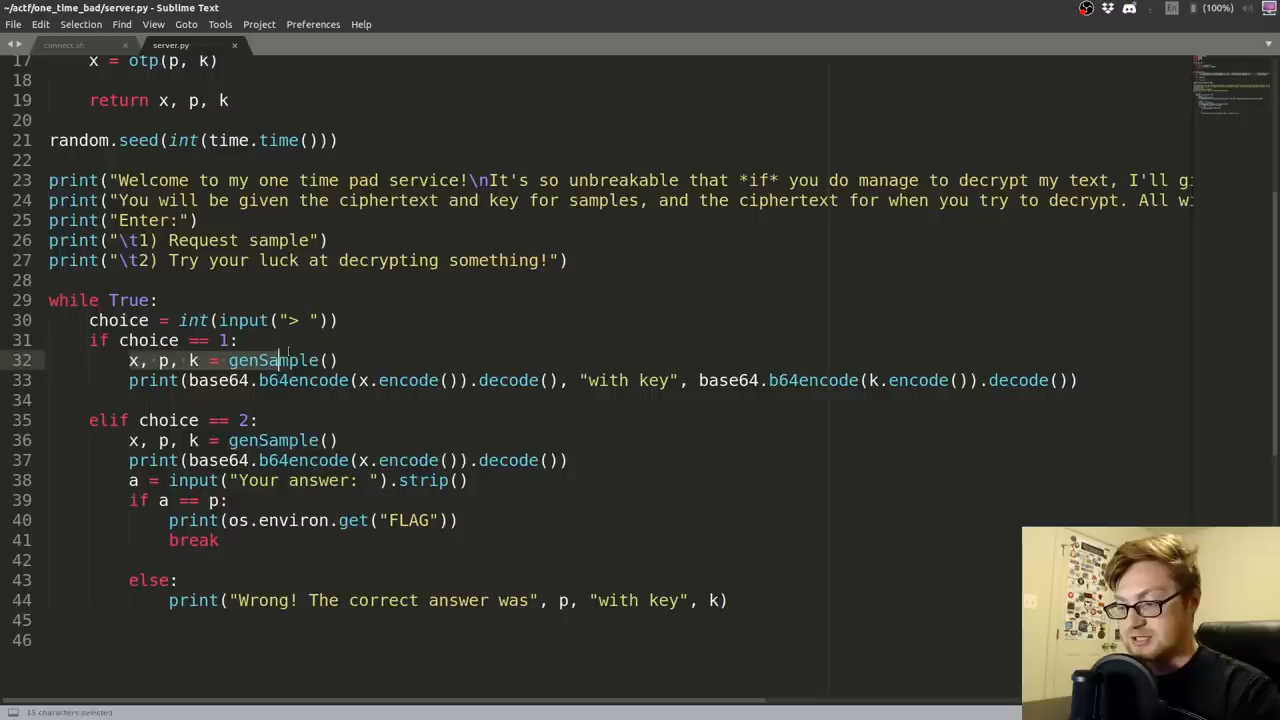 ~/actf/one_time_bad/server.py - Sublime Text
File Edit Selection Find View Goto Tools Project Preferences Help
En (100%)
connect.sh × server.py ×
17 x = otp(p, k)
18
19 return x, p, k
20
21 random.seed(int(time.time()))
22
23 print("Welcome to my one time pad service!\nIt's so unbreakable that *if* you do manage to decrypt my text, I'll gi
24 print("You will be given the ciphertext and key for samples, and the ciphertext for when you try to decrypt. All wi
25 print("Enter:")
26 print("\t1) Request sample")
27 print("\t2) Try your luck at decrypting something!")
28
29 while True:
30 choice = int(input("> "))
31 if choice == 1:
32 x, p, k = genSample()
33 print(base64.b64encode(x.encode()).decode(), "with key", base64.b64encode(k.encode()).decode())
34
35 elif choice == 2:
36 x, p, k = genSample()
37 print(base64.b64encode(x.encode()).decode())
38 a = input("Your answer: ").strip()
39 if a == p:
40 print(os.environ.get("FLAG"))
41 break
42
43 else:
44 print("Wrong! The correct answer was", p, "with key", k)
45
46
15 characters selected